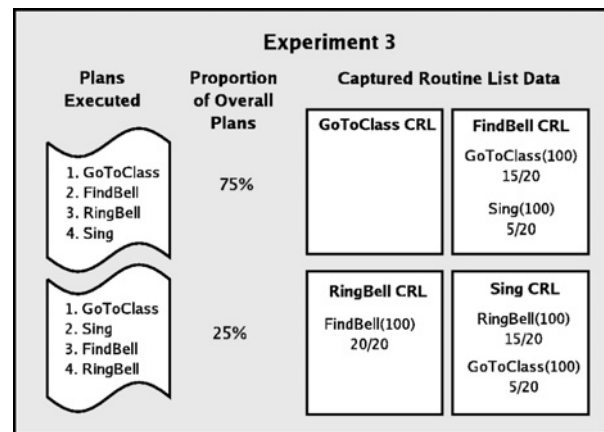 Experiment 3
Plans
Executed
Proportion
of Overall
Plans
Captured Routine List Data
1. GoToClass
2. FindBell
3. RingBell
4. Sing
75%
GoToClass CRL
FindBell CRL
GoToClass(100)
15/20
Sing(100)
5/20
1. GoToClass
2. Sing
3. FindBell
4. RingBell
25%
RingBell CRL
FindBell(100)
20/20
Sing CRL
RingBell(100)
15/20
GoToClass(100)
5/20